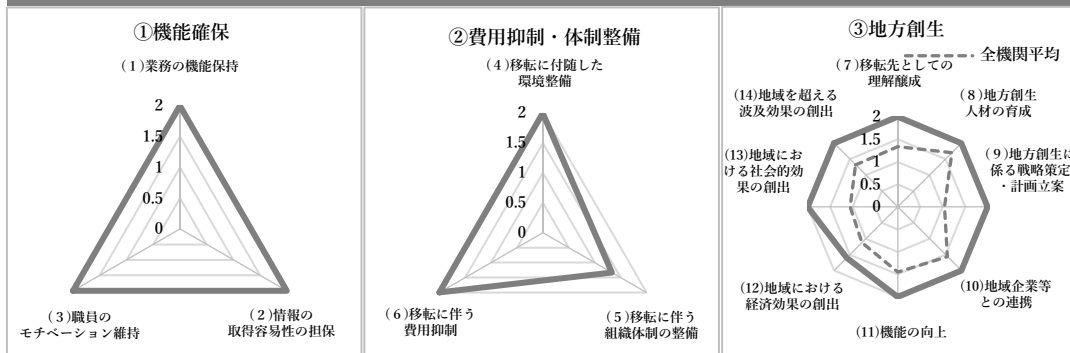 ①機能確保
（1）業務の機能保持
2
1.5
1
0.5
0
（3）職員の
モチベーション維持
（2）情報の
取得容易性の担保
②費用抑制・体制整備
（4）移転に付随した
環境整備
2
1.5
1
0.5
0
（6）移転に伴う
費用抑制
（5）移転に伴う
組織体制の整備
③地方創生
全機関平均
（7）移転先としての
理解醸成
(14)地域を超える
波及効果の創出
（8）地方創生
人材の育成
(13)地域にお
ける社会的効
果の創出
（9）地方創生に
係る戦略策定
・計画立案
2
1.5
1
0.5
0
(12)地域における
経済効果の創出
(10)地域企業等
との連携
(11)機能の向上